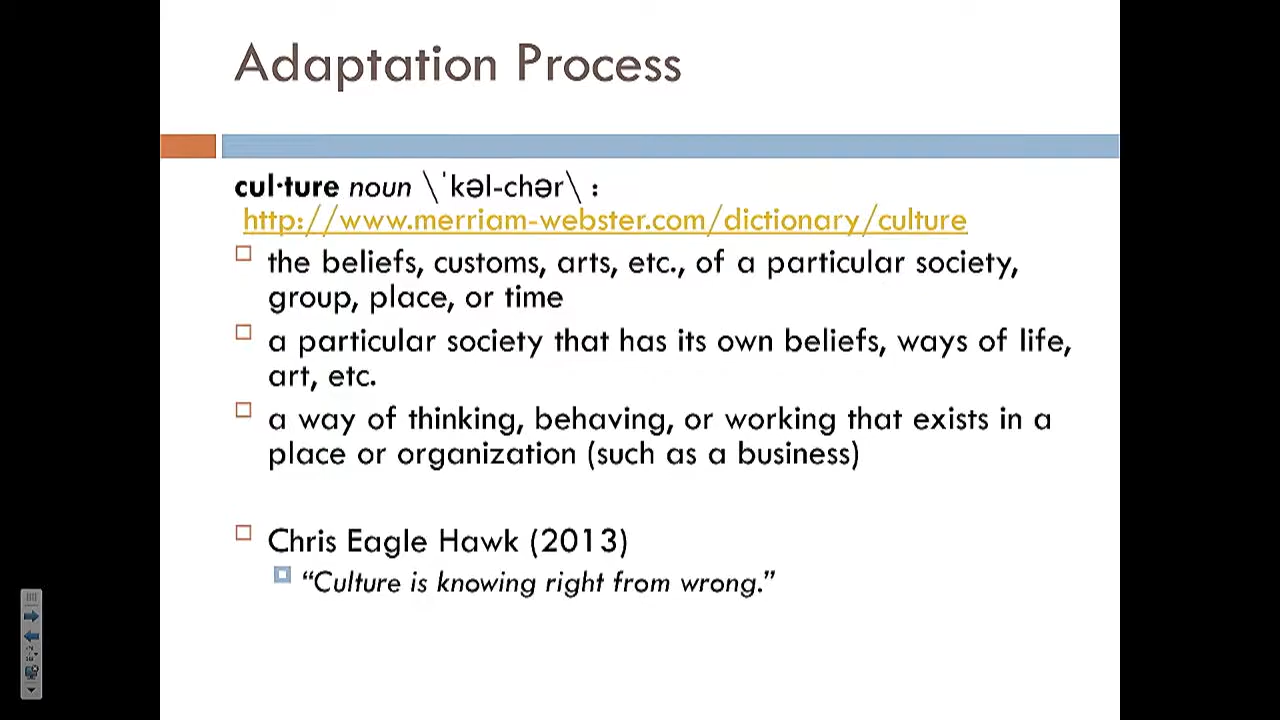 Adaptation Process
cul·ture noun \ˈkəl-chər\ :
http://www.merriam-webster.com/dictionary/culture
the beliefs, customs, arts, etc., of a particular society,
group, place, or time
a particular society that has its own beliefs, ways of life,
art, etc.
a way of thinking, behaving, or working that exists in a
place or organization (such as a business)
Chris Eagle Hawk (2013)
“Culture is knowing right from wrong.”